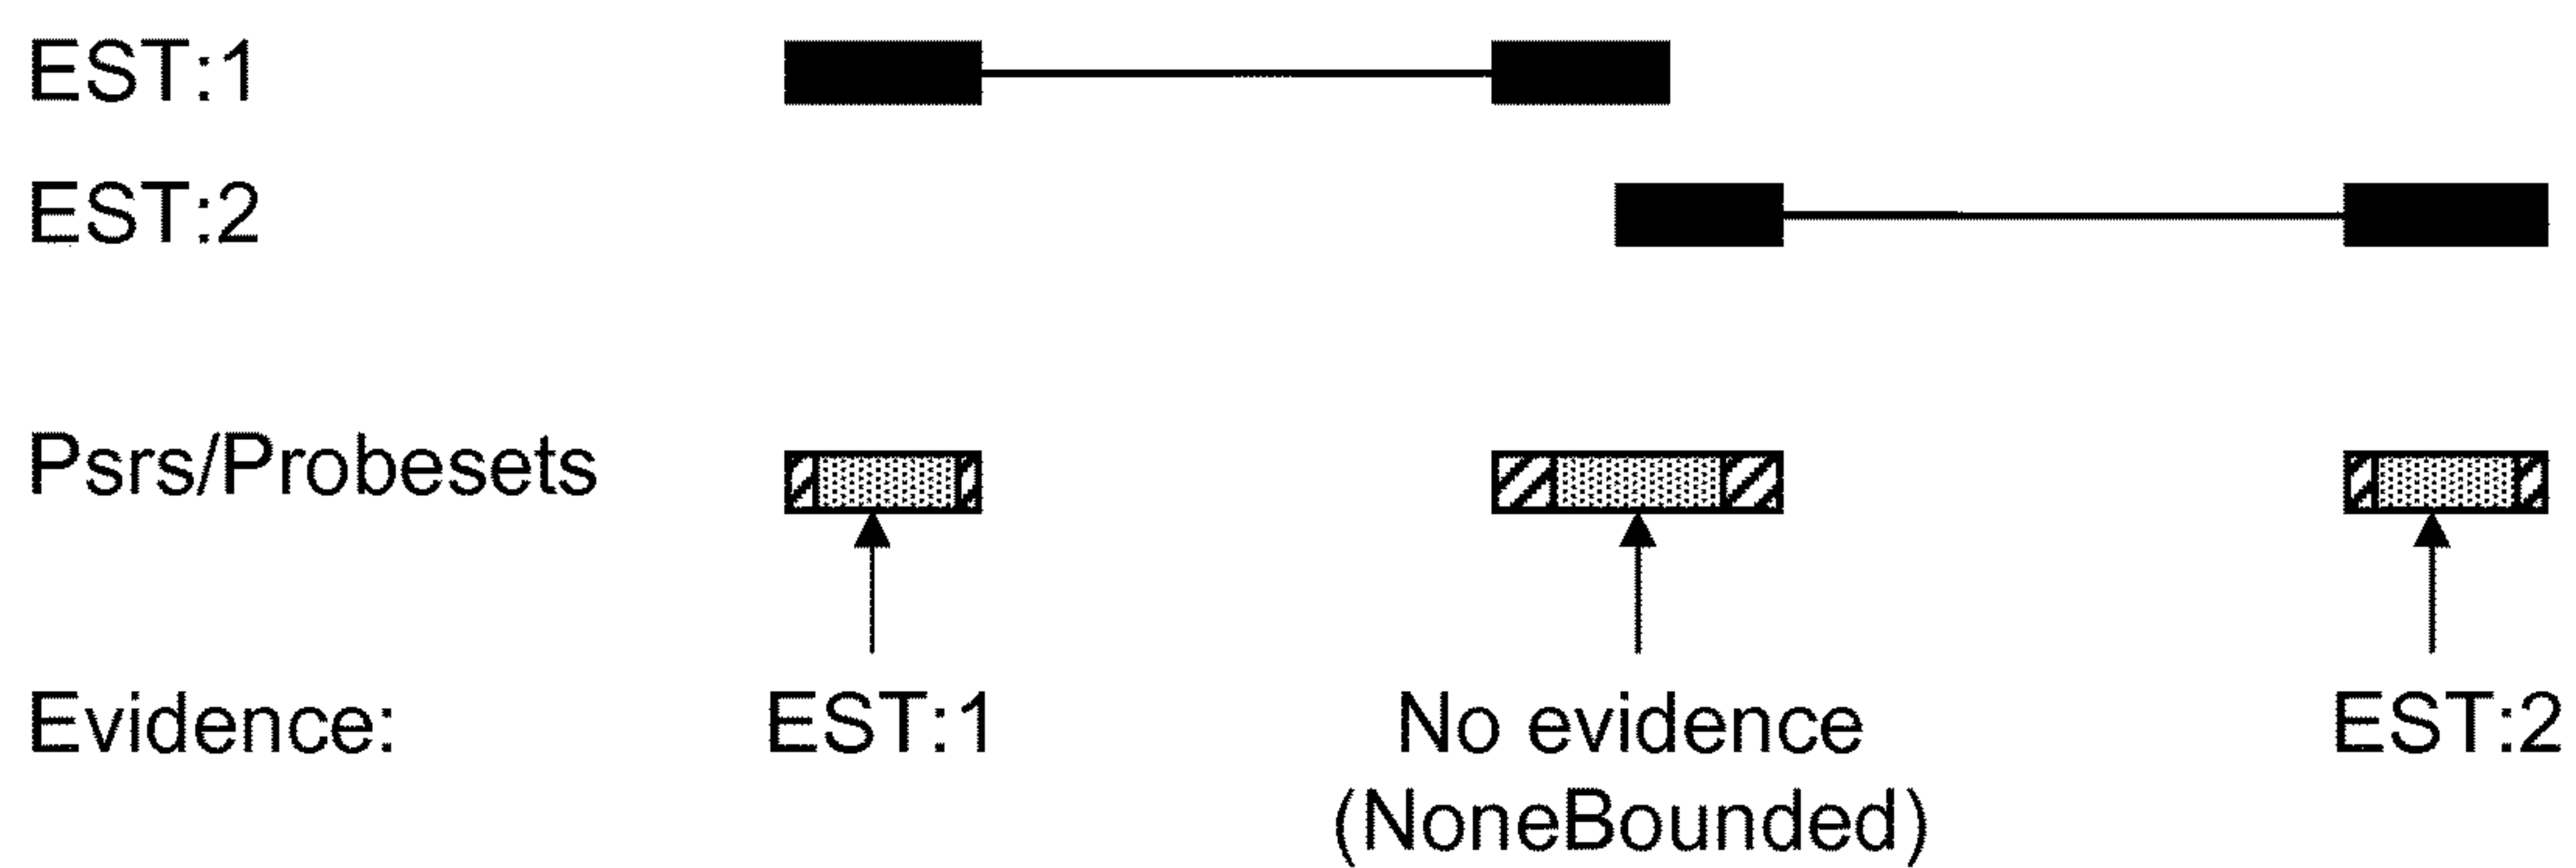 EST:1
EST:2
Psrs/Probesets
Evidence: EST:1 No evidence EST:2
(NoneBounded)